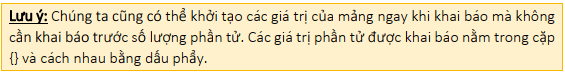 Lưu ý: Chúng ta cũng có thể khởi tạo các giá trị của mảng ngay khi khai báo mà không
cần khai báo trước số lượng phần tử. Các giá trị phần tử được khai báo nằm trong cặp
{} và cách nhau bằng dấu phẩy.